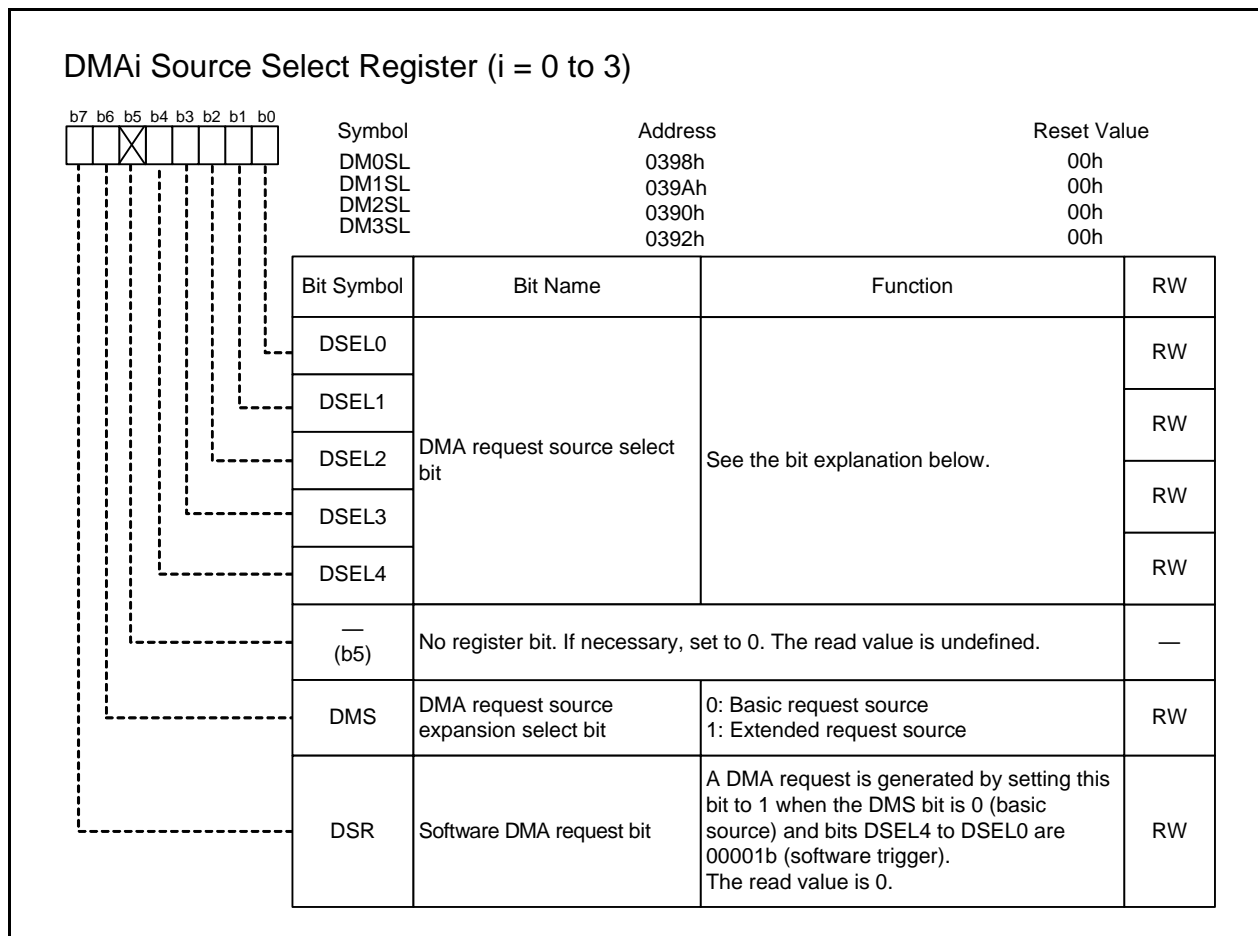 DMAi Source Select Register (i = 0 to 3)
b7 b6 b5 b4 b3 b2 b1 b0
Symbol Address Reset Value
DM0SL 0398h 00h
DM1SL 039Ah 00h
DM2SL 0390h 00h
DM3SL 0392h 00h
Bit Symbol Bit Name Function RW
DSEL0 RW
DSEL1 RW
DSEL2 RW
DSEL3 RW
DSEL4
DMA request source select
bit
See the bit explanation below.
—
(b5)
No register bit. If necessary, set to 0. The read value is undefined.
—
DMS
DMA request source
expansion select bit
0: Basic request source
1: Extended request source
RW
DSR
Software DMA request bit
A DMA request is generated by setting this
bit to 1 when the DMS bit is 0 (basic
source) and bits DSEL4 to DSEL0 are
00001b (software trigger).
The read value is 0.
RW